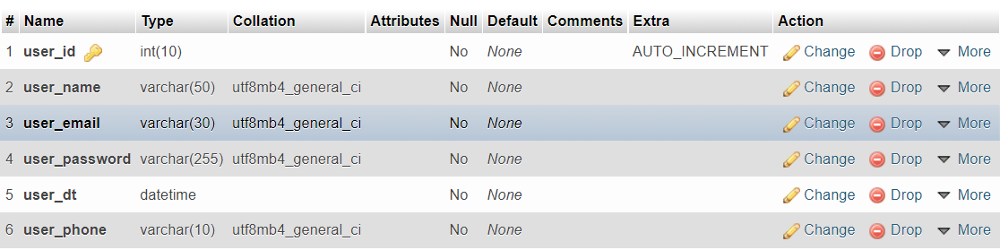 # Name Type Collation Attributes Null Default Comments Extra Action
1 user_id int(10) No None AUTO_INCREMENT Change Drop More
2 user_name varchar(50) utf8mb4_general_ci No None Change Drop More
3 user_email varchar(30) utf8mb4_general_ci No None Change Drop More
4 user_password varchar(255) utf8mb4_general_ci No None Change Drop More
5 user_dt datetime No None Change Drop More
6 user_phone varchar(10) utf8mb4_general_ci No None Change Drop More